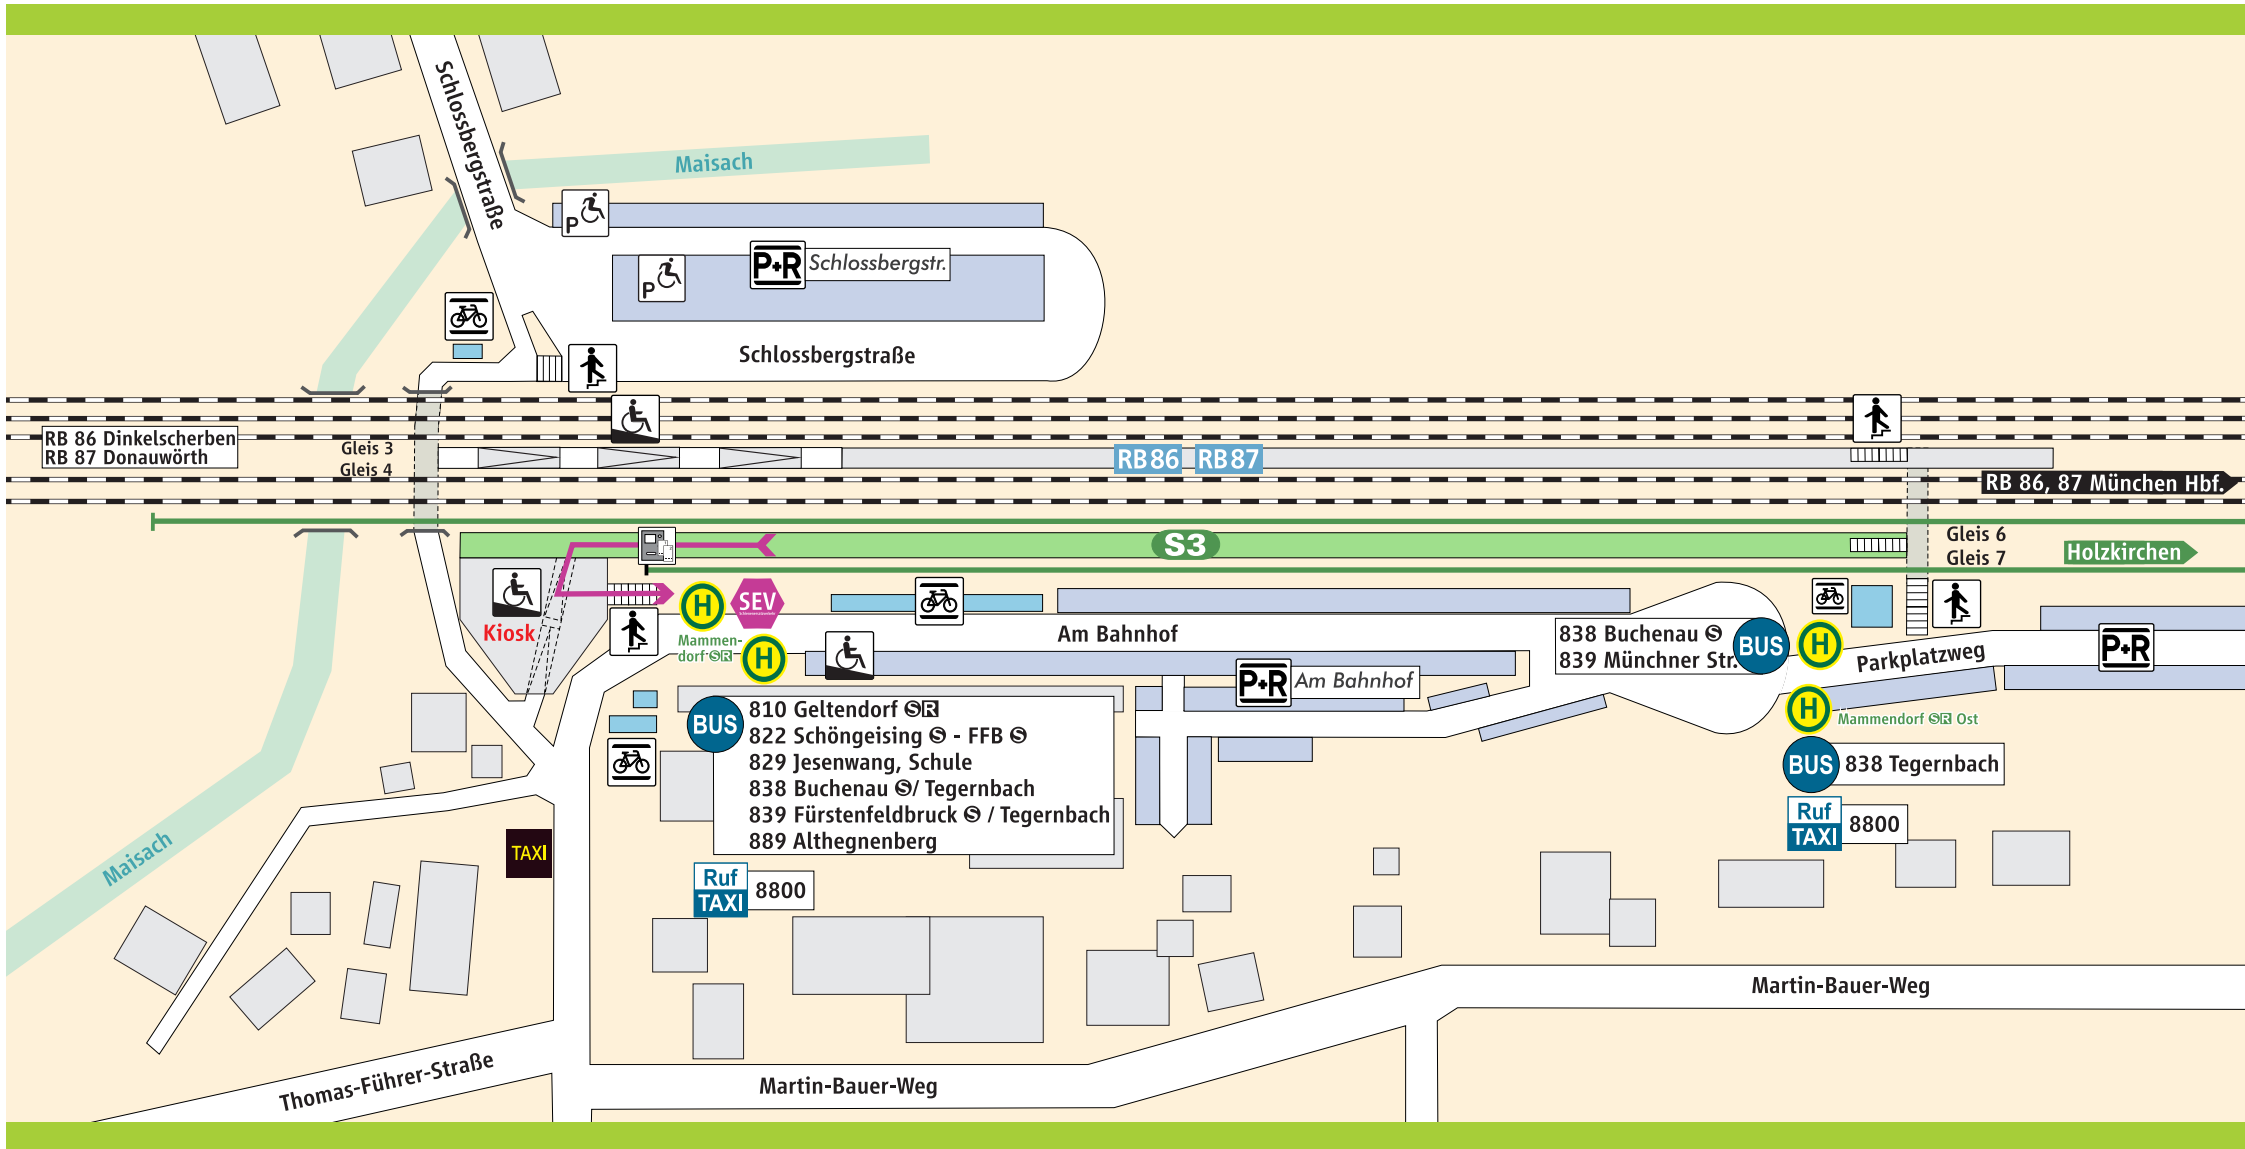 Schlossbergstraße
Maisach
P
P
P+R Schlossbergstr.
Schlossbergstraße
RB 86 Dinkelscherben
RB 87 Donauwörth
Gleis 3
Gleis 4
RB 86 RB 87
RB 86, 87 München Hbf.
S3
Gleis 6
Gleis 7
Holzkirchen
Kiosk
H
SEV
Mammen-
dorf S R
H
Am Bahnhof
838 Buchenau S
839 Münchner Str.
BUS
H
Parkplatzweg
P+R
P+R Am Bahnhof
H
Mammendorf S R Ost
BUS
810 Geltendorf S R
822 Schöngeising S - FFB S
829 Jesenwang, Schule
838 Buchenau S / Tegernbach
839 Fürstenfeldbruck S / Tegernbach
889 Althegnenberg
BUS 838 Tegernbach
Ruf
TAXI 8800
Maisach
TAXI
Ruf
TAXI 8800
Martin-Bauer-Weg
Thomas-Führer-Straße
Martin-Bauer-Weg